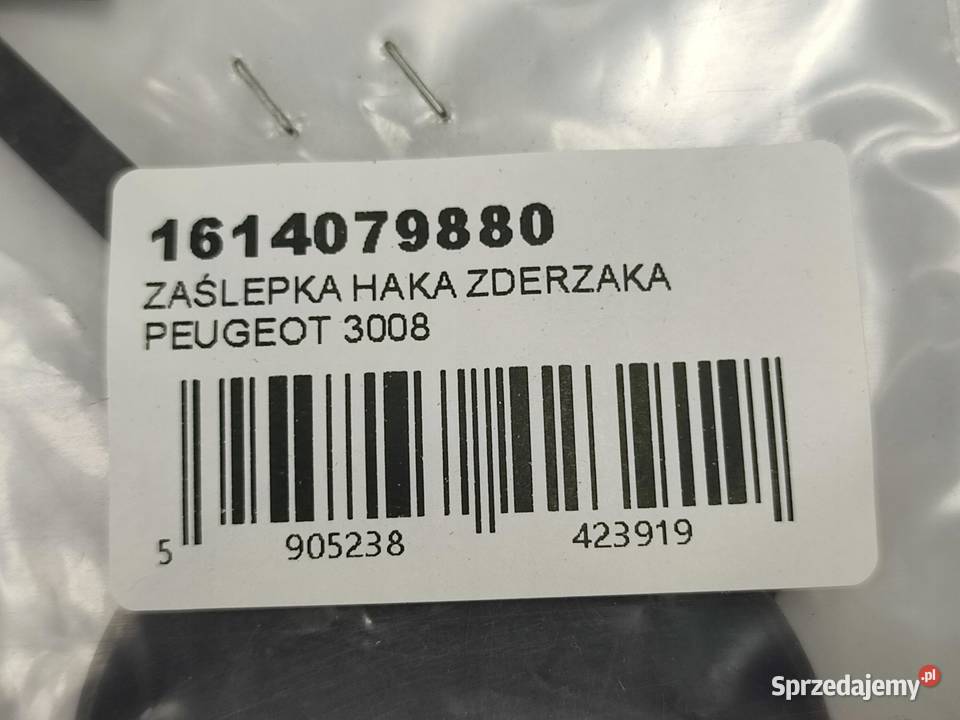 1614079880
ZAŚLEPKA HAKA ZDERZAKA
PEUGEOT 3008
5 905238 423919
Sprzedajemy.pl